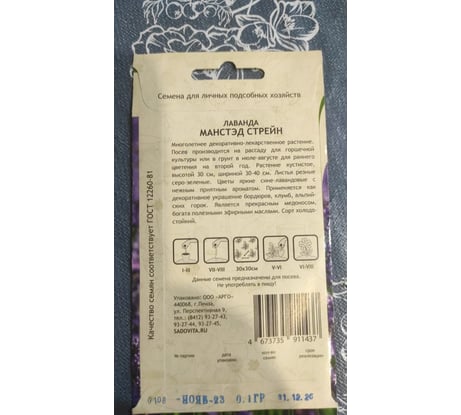 Семена для личных подсобных хозяйств
ЛАВАНДА
МАНСТЭД СТРЕЙН
Многолетнее декоративно-лекарственное растение.
Посев производится на рассаду для горшечной
культуры или в грунт в июле-августе для раннего
цветения на второй год. Растение кустистое,
высотой 30 см, шириной 30-40 см. Листья резные
серо-зеленые. Цветы яркие сине-лавандовые с
нежным приятным ароматом. Применяется как
декоративное украшение бордюров, клумб, альпий-
ских горок. Является прекрасным медоносом,
богата полезными эфирными маслами. Сорт холодо-
стойкий.
I-III VII-VIII 30х30см V-VI VI-VIII
Данные семена предназначены для посева.
Не употреблять в пищу!
Упаковано: ООО «АРГО»
440068, г.Пенза,
ул. Перспективная 9,
тел.: (8412) 93-27-43,
93-27-44, 93-27-45,
SADOVITA.RU
4 673735 911437
№ партии дата упаковки кол-во семян срок реализации
НОЯБ-23 0.1ГР 31.12.26
Качество семян соответствует ГОСТ 12260-81